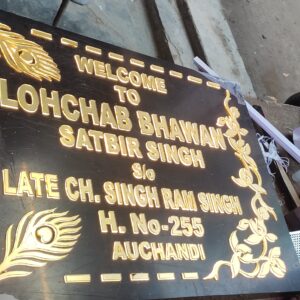 WELCOME
TO
LOHCHAB BHAWAN
SATBIR SINGH
S/o
LATE CH. SINGH RAM SINGH
H. No-255
AUCHANDI